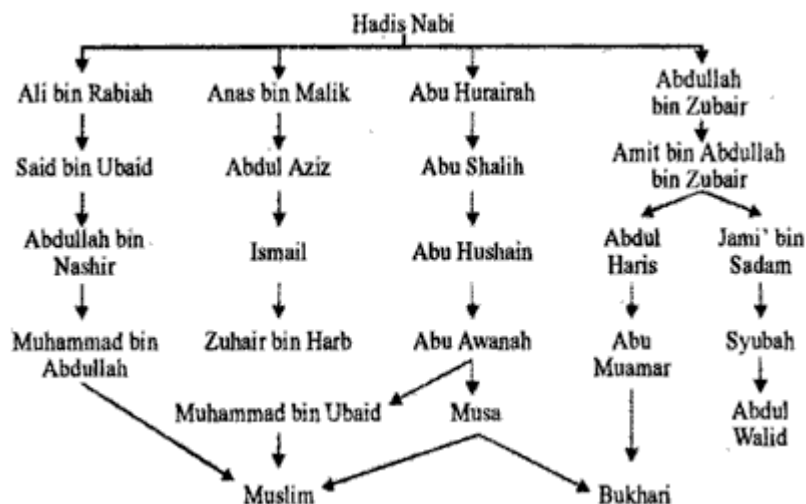 Hadis Nabi
Ali bin Rabiah
Anas bin Malik
Abu Hurairah
Abdullah
bin Zubair
Said bin Ubaid
Abdul Aziz
Abu Shalih
Amit bin Abdullah
bin Zubair
Abdullah bin
Nashir
Ismail
Abu Hushain
Abdul
Haris
Jami' bin
Sadam
Muhammad bin
Abdullah
Zuhair bin Harb
Abu Awanah
Abu
Muamar
Syubah
Muhammad bin Ubaid
Musa
Abdul
Walid
Muslim
Bukhari